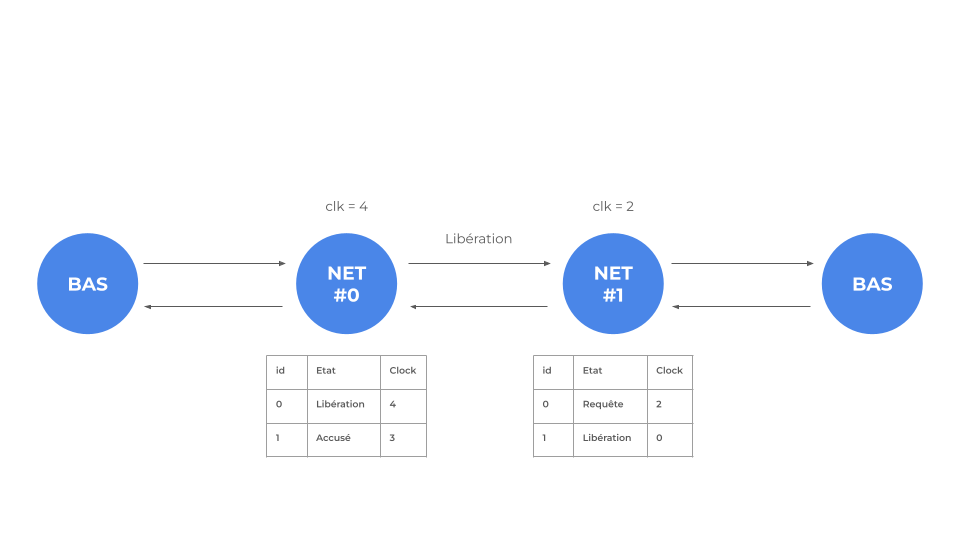 clk = 4
clk = 2
Libération
BAS
NET
#0
NET
#1
BAS
id Etat Clock
0 Libération 4
1 Accusé 3
id Etat Clock
0 Requête 2
1 Libération 0